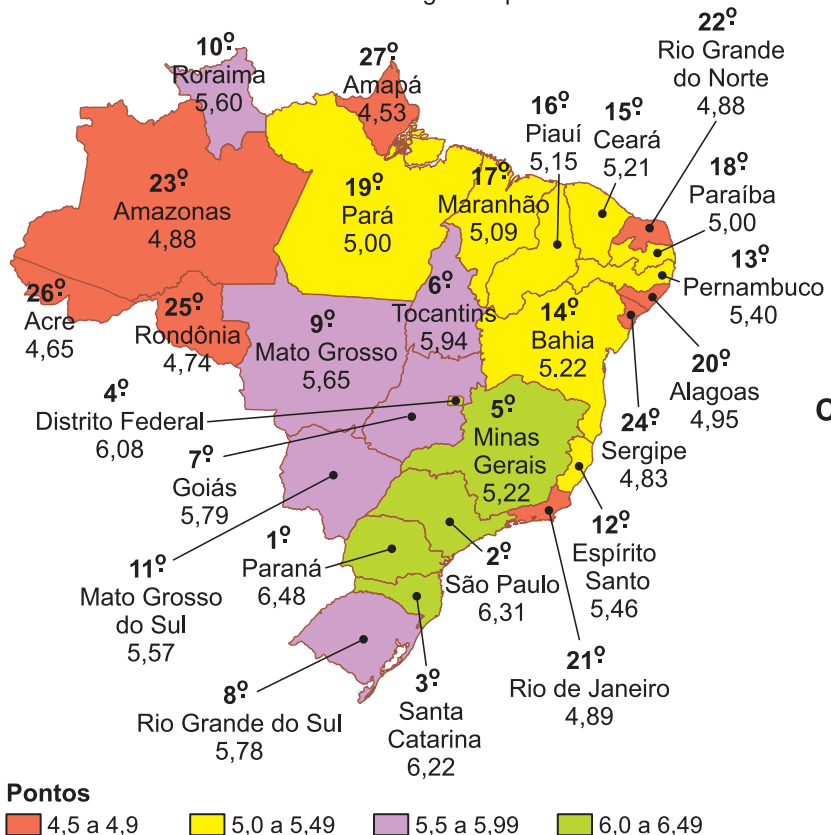 10º
Roraima
5,60
27º
Amapá
4,53
22º
Rio Grande
do Norte
4,88
16º
Piauí
5,15
15º
Ceará
5,21
18º
Paraíba
5,00
23º
Amazonas
4,88
19º
Pará
5,00
17º
Maranhão
5,09
13º
Pernambuco
5,40
26º
Acre
4,65
25º
Rondônia
4,74
9º
Mato Grosso
5,65
6º
Tocantins
5,94
14º
Bahia
5.22
20º
Alagoas
4,95
4º
Distrito Federal
6,08
5º
Minas
Gerais
5,22
24º
Sergipe
4,83
7º
Goiás
5,79
12º
Espírito
Santo
5,46
11º
Mato Grosso
do Sul
5,57
1º
Paraná
6,48
2º
São Paulo
6,31
21º
Rio de Janeiro
4,89
8º
Rio Grande do Sul
5,78
3º
Santa
Catarina
6,22
Pontos
4,5 a 4,9
5,0 a 5,49
5,5 a 5,99
6,0 a 6,49